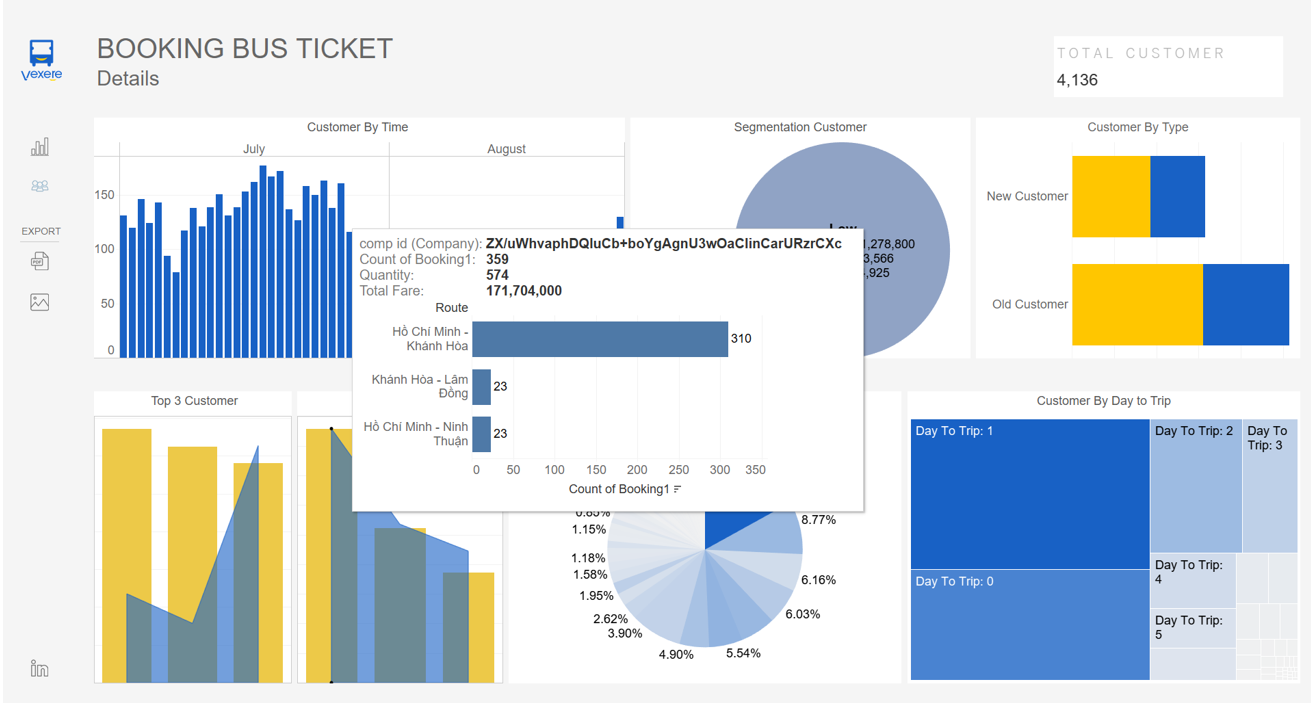 Vexere
BOOKING BUS TICKET
Details
TOTAL CUSTOMER
4,136
EXPORT
PDF
Customer By Time
July
August
150
100
50
0
Segmentation Customer
1,278,800
3,566
,925
Customer By Type
New Customer
Old Customer
comp id (Company): ZX/uWhvaphDQIuCb+boYgAgnU3wOaCIinCarURzrCXc
Count of Booking1: 359
Quantity: 574
Total Fare: 171,704,000
Route
Hồ Chí Minh -
Khánh Hòa
310
Khánh Hòa - Lâm
Đồng
23
Hồ Chí Minh - Ninh
Thuận
23
0 50 100 150 200 250 300 350
Count of Booking1
Top 3 Customer
8.77%
6.16%
6.03%
5.54%
4.90%
3.90%
2.62%
1.95%
1.58%
1.18%
1.15%
Customer By Day to Trip
Day To Trip: 1
Day To Trip: 0
Day To Trip: 2
Day To
Trip: 3
Day To Trip:
4
Day To Trip:
5
in